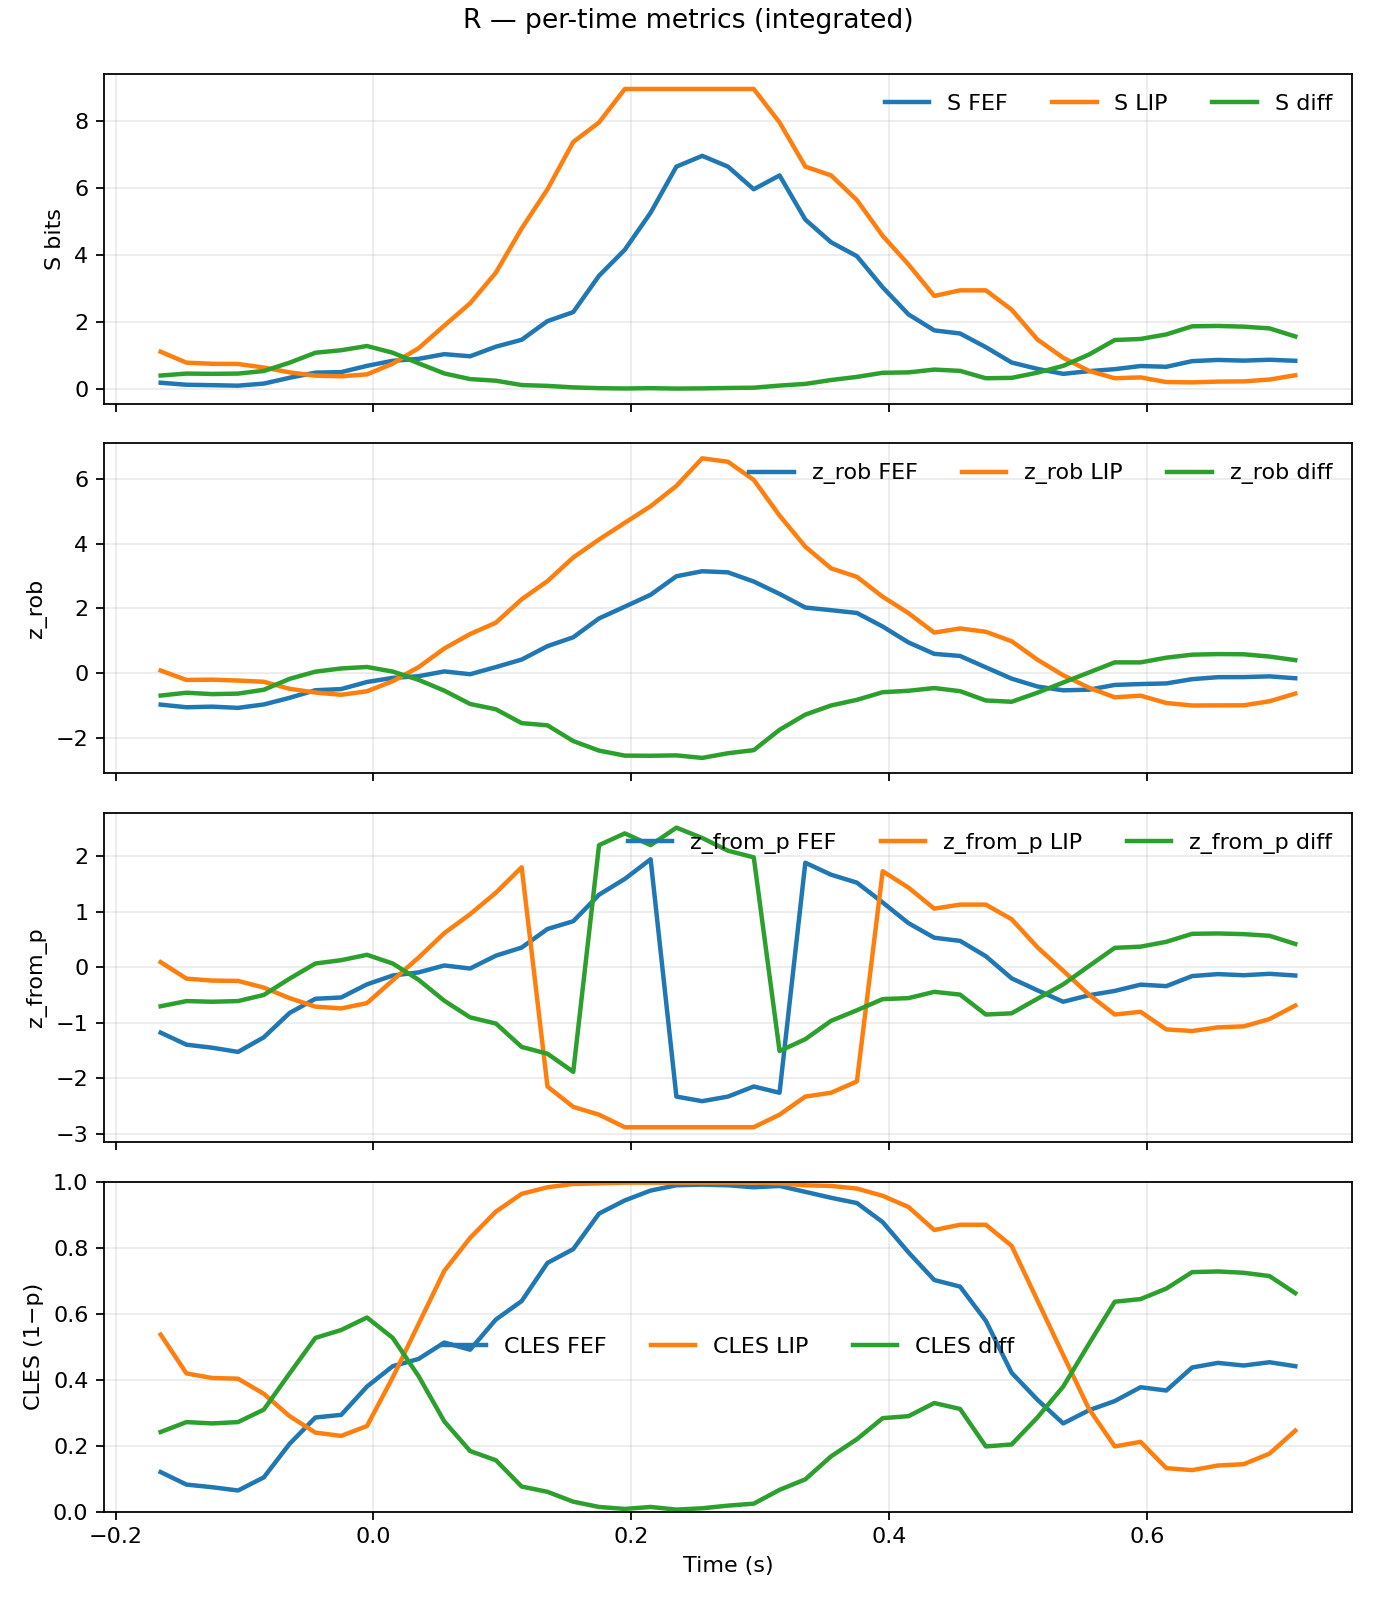 R — per-time metrics (integrated)
S FEF S LIP S diff
8
6
4
2
0
S bits
z_rob FEF z_rob LIP z_rob diff
6
4
2
0
−2
z_rob
z_from_p FEF z_from_p LIP z_from_p diff
2
1
0
−1
−2
−3
z_from_p
1.0
0.8
0.6
0.4
0.2
0.0
CLES (1−p)
CLES FEF CLES LIP CLES diff
−0.2 0.0 0.2 0.4 0.6
Time (s)